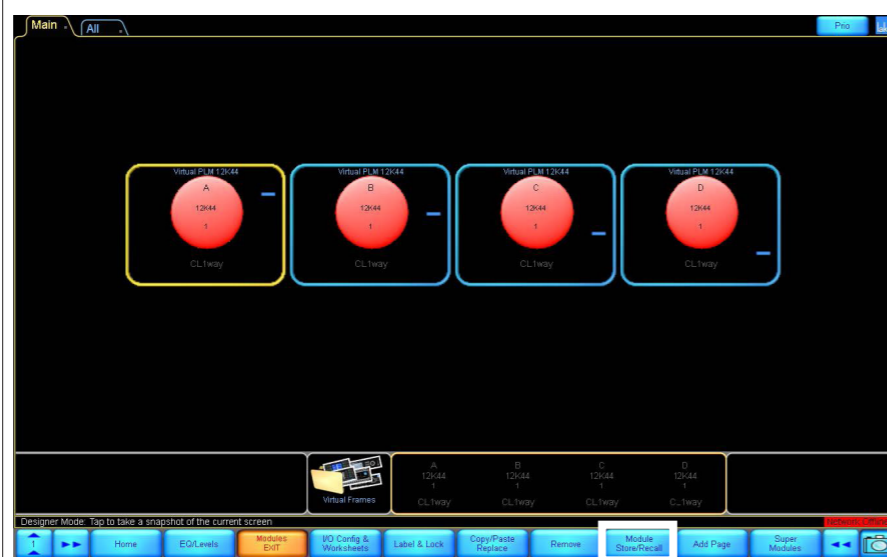 Main
All
Prio
Virtual PLM 12K44
A
12K44
1
CL1way
Virtual PLM 12K44
B
12K44
1
CL1way
Virtual PLM 12K44
C
12K44
1
CL1way
Virtual PLM 12K44
D
12K44
1
CL1way
Virtual Frames
A
12K44
1
CL1way
B
12K44
1
CL1way
C
12K44
1
CL1way
D
12K44
1
CL1way
Designer Mode: Tap to take a snapshot of the current screen
Network Offline
1
Home
EQ/Levels
Modules
EXIT
I/O Config &
Worksheets
Label & Lock
Copy/Paste
Replace
Remove
Module
Store/Recall
Add Page
Super
Modules